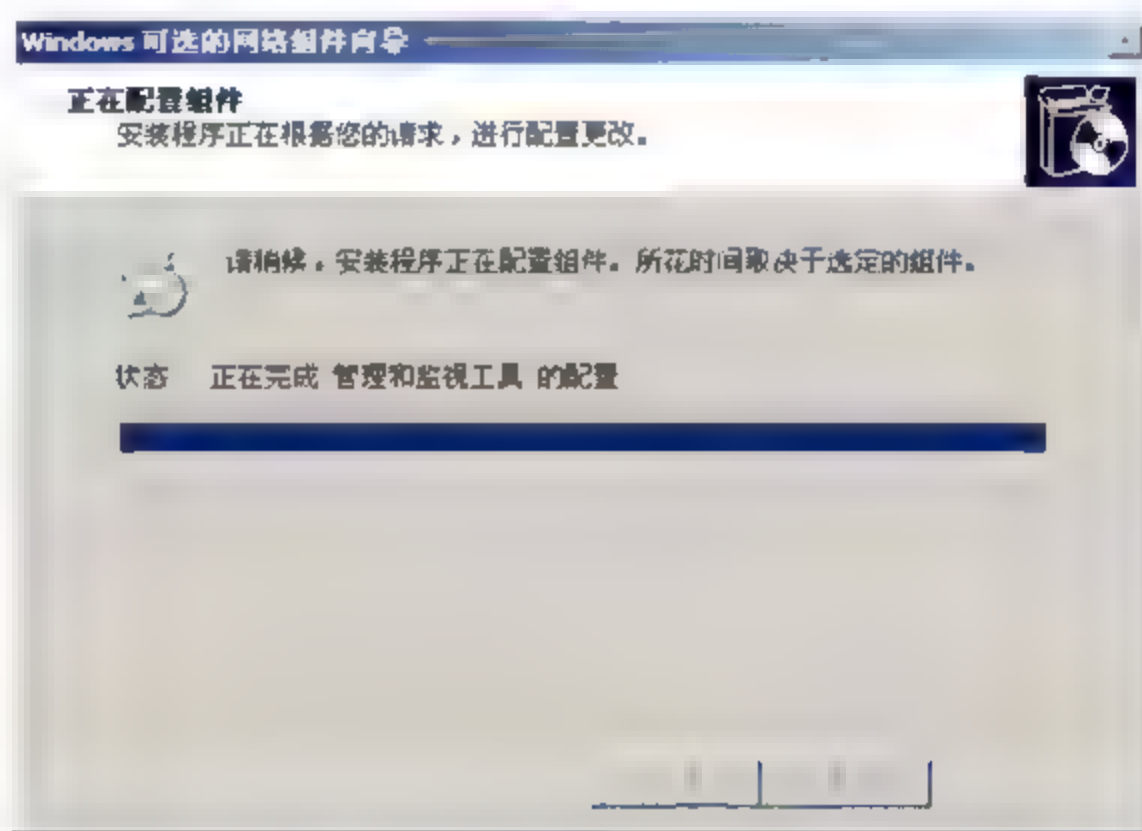 Windows 可选的网络组件向导
正在配置组件
安装程序正在根据您的请求，进行配置更改。
请稍候，安装程序正在配置组件。所花时间取决于选定的组件。
状态 正在完成 管理和监视工具 的配置